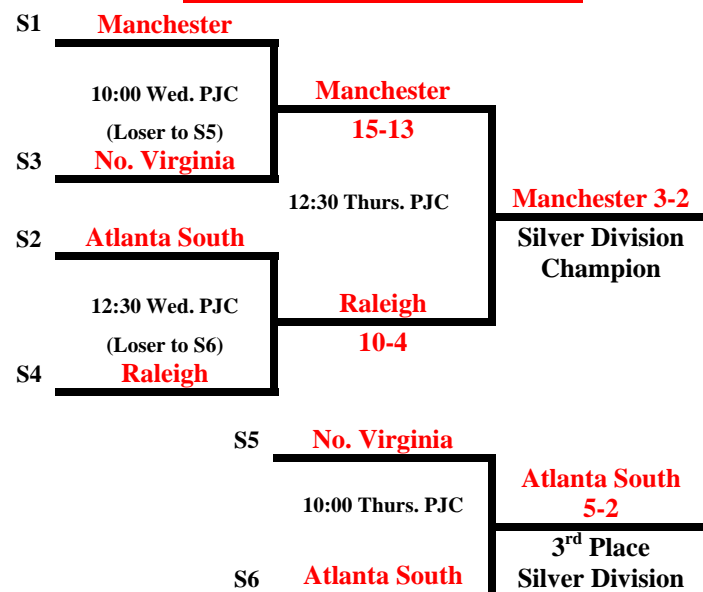 S1 Manchester
10:00 Wed. PJC
(Loser to S5)
S3 No. Virginia
Manchester
15-13
12:30 Thurs. PJC
Manchester 3-2
Silver Division
Champion
S2 Atlanta South
12:30 Wed. PJC
(Loser to S6)
S4 Raleigh
Raleigh
10-4
S5 No. Virginia
10:00 Thurs. PJC
S6 Atlanta South
Atlanta South
5-2
3rd Place
Silver Division